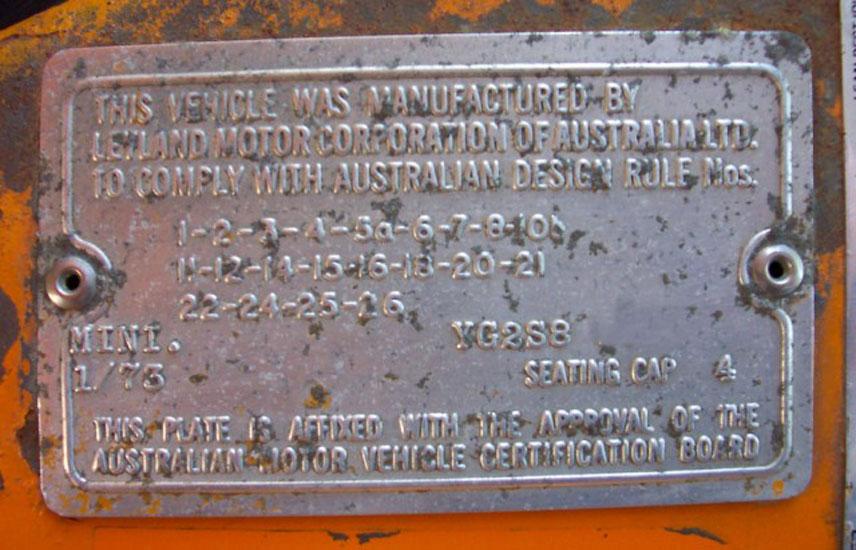 THIS VEHICLE WAS MANUFACTURED BY
LEYLAND MOTOR CORPORATION OF AUSTRALIA LTD.
TO COMPLY WITH AUSTRALIAN DESIGN RULE Nos.
1-2-3-4-5a-6-7-8-10b
11-12-14-15-16-18-20-21
22-24-25-26
MINI. YG2S8
1/73 SEATING CAP 4
THIS PLATE IS AFFIXED WITH THE APPROVAL OF THE
AUSTRALIAN MOTOR VEHICLE CERTIFICATION BOARD